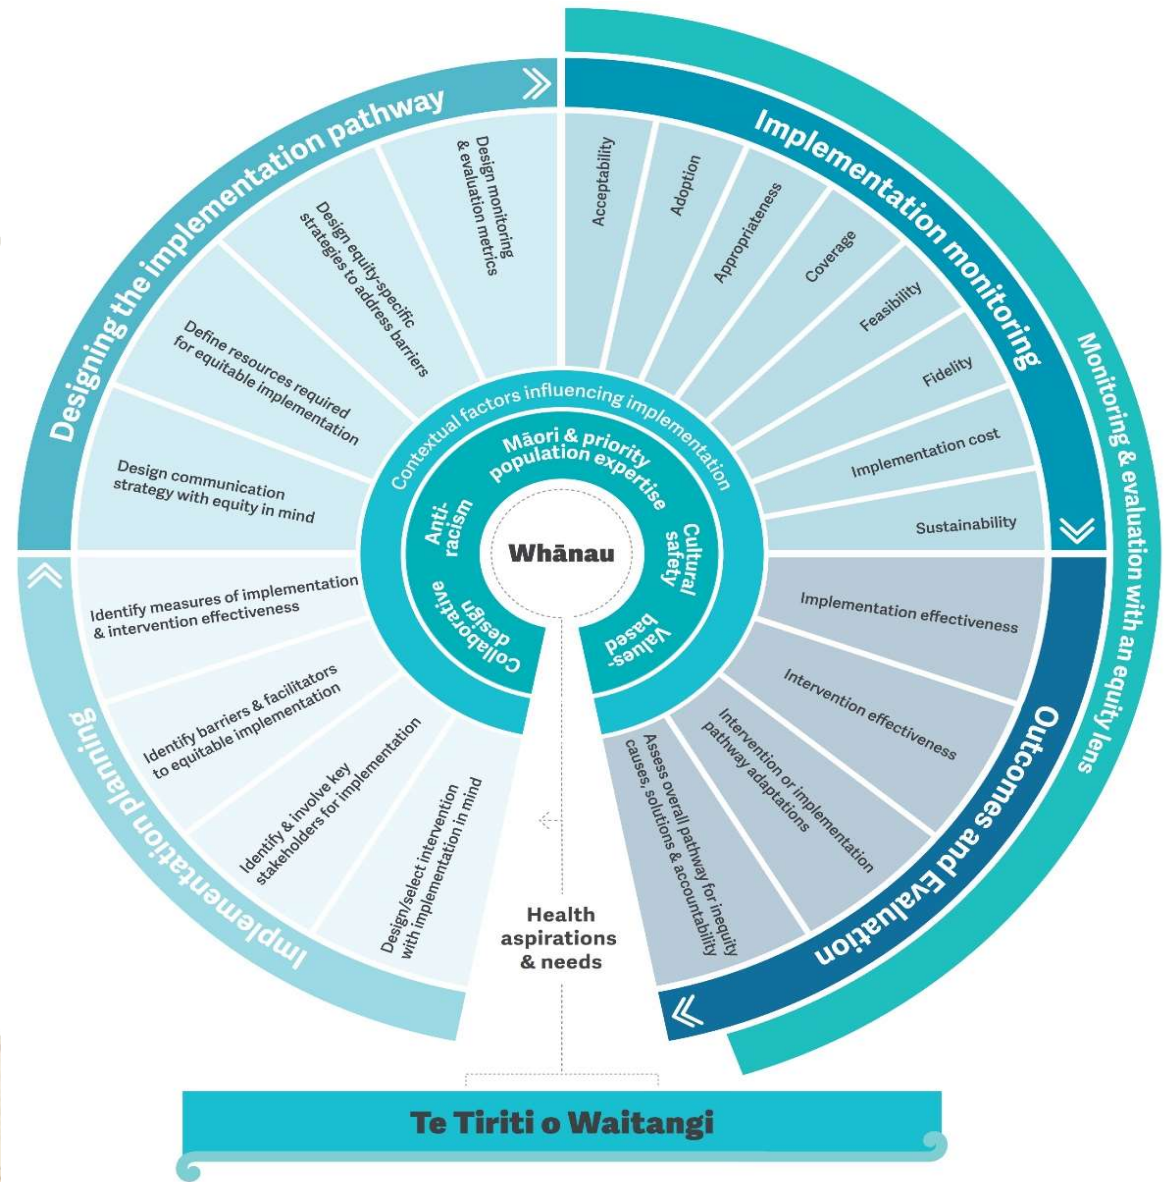 Designing the implementation pathway
Design communication
strategy with equity in mind
Define resources required
for equitable implementation
Design equity-specific
strategies to address barriers
Design monitoring
& evaluation metrics
Implementation monitoring
Acceptability
Adoption
Appropriateness
Coverage
Feasibility
Fidelity
Implementation cost
Sustainability
Monitoring & evaluation with an equity lens
Outcomes and Evaluation
Implementation effectiveness
Intervention effectiveness
Intervention or implementation
pathway adaptations
Assess overall pathway for inequity
causes, solutions & accountability
Implementation planning
Design/select intervention
with implementation in mind
Identify & involve key
stakeholders for implementation
Identify barriers & facilitators
to equitable implementation
Identify measures of implementation
& intervention effectiveness
Contextual factors influencing implementation
Māori & priority
population expertise
Cultural
safety
Values-
based
Collaborative
design
Anti-
racism
Whānau
Health
aspirations
& needs
Te Tiriti o Waitangi